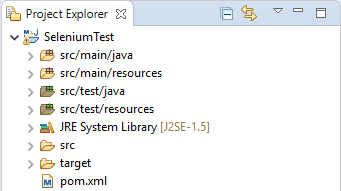 Project Explorer
SeleniumTest
src/main/java
src/main/resources
src/test/java
src/test/resources
JRE System Library [J2SE-1.5]
src
target
pom.xml